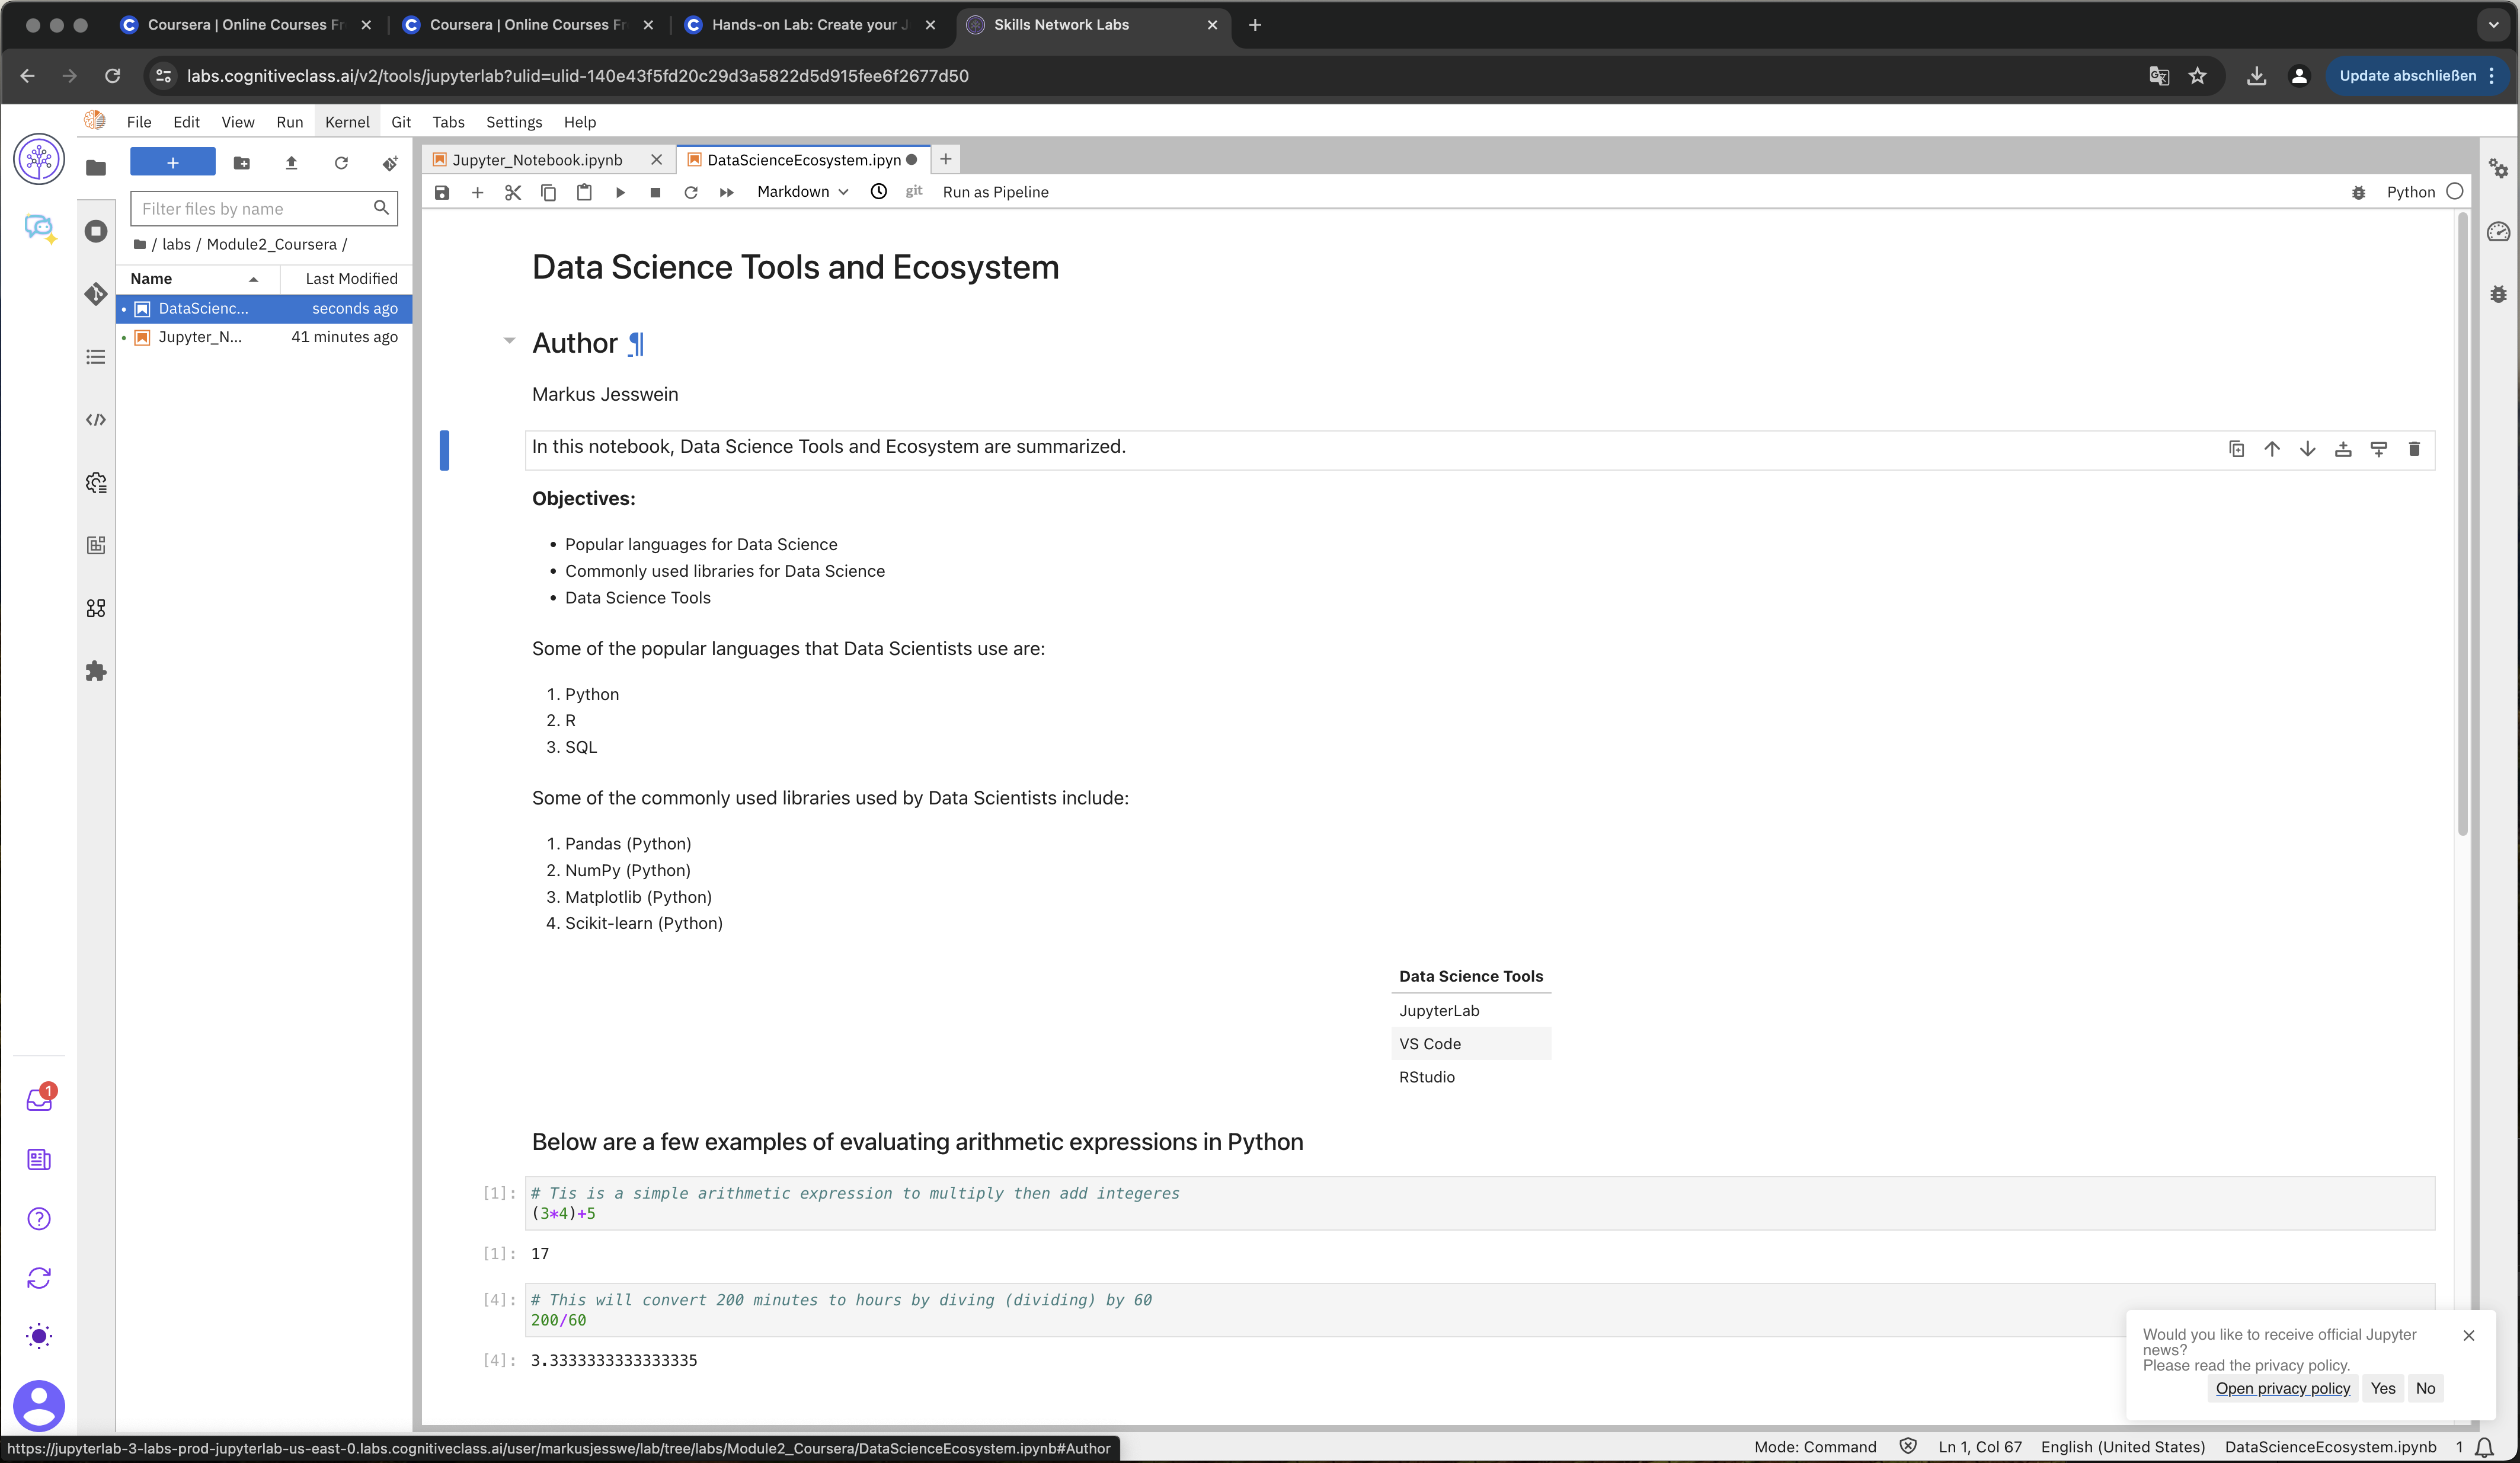 Coursera | Online Courses Fr
Coursera | Online Courses Fr
Hands-on Lab: Create your J
Skills Network Labs
labs.cognitiveclass.ai/v2/tools/jupyterlab?ulid=ulid-140e43f5fd20c29d3a5822d5d915fee6f2677d50
Update abschließen
File Edit View Run Kernel Git Tabs Settings Help
Jupyter_Notebook.ipynb
DataScienceEcosystem.ipyn
Markdown
git
Run as Pipeline
Python
Filter files by name
/ labs / Module2_Coursera /
Name Last Modified
DataScienc... seconds ago
Jupyter_N... 41 minutes ago
Data Science Tools and Ecosystem
Author ¶
Markus Jesswein
In this notebook, Data Science Tools and Ecosystem are summarized.
Objectives:
• Popular languages for Data Science
• Commonly used libraries for Data Science
• Data Science Tools
Some of the popular languages that Data Scientists use are:
1. Python
2. R
3. SQL
Some of the commonly used libraries used by Data Scientists include:
1. Pandas (Python)
2. NumPy (Python)
3. Matplotlib (Python)
4. Scikit-learn (Python)
Data Science Tools
JupyterLab
VS Code
RStudio
Below are a few examples of evaluating arithmetic expressions in Python
[1]: # Tis is a simple arithmetic expression to multiply then add integeres
(3*4)+5
[1]: 17
[4]: # This will convert 200 minutes to hours by diving (dividing) by 60
200/60
[4]: 3.3333333333333335
1
Would you like to receive official Jupyter
news?
Please read the privacy policy.
Open privacy policy Yes No
https://jupyterlab-3-labs-prod-jupyterlab-us-east-0.labs.cognitiveclass.ai/user/markusjesswe/lab/tree/labs/Module2_Coursera/DataScienceEcosystem.ipynb#Author
Mode: Command Ln 1, Col 67 English (United States) DataScienceEcosystem.ipynb 1